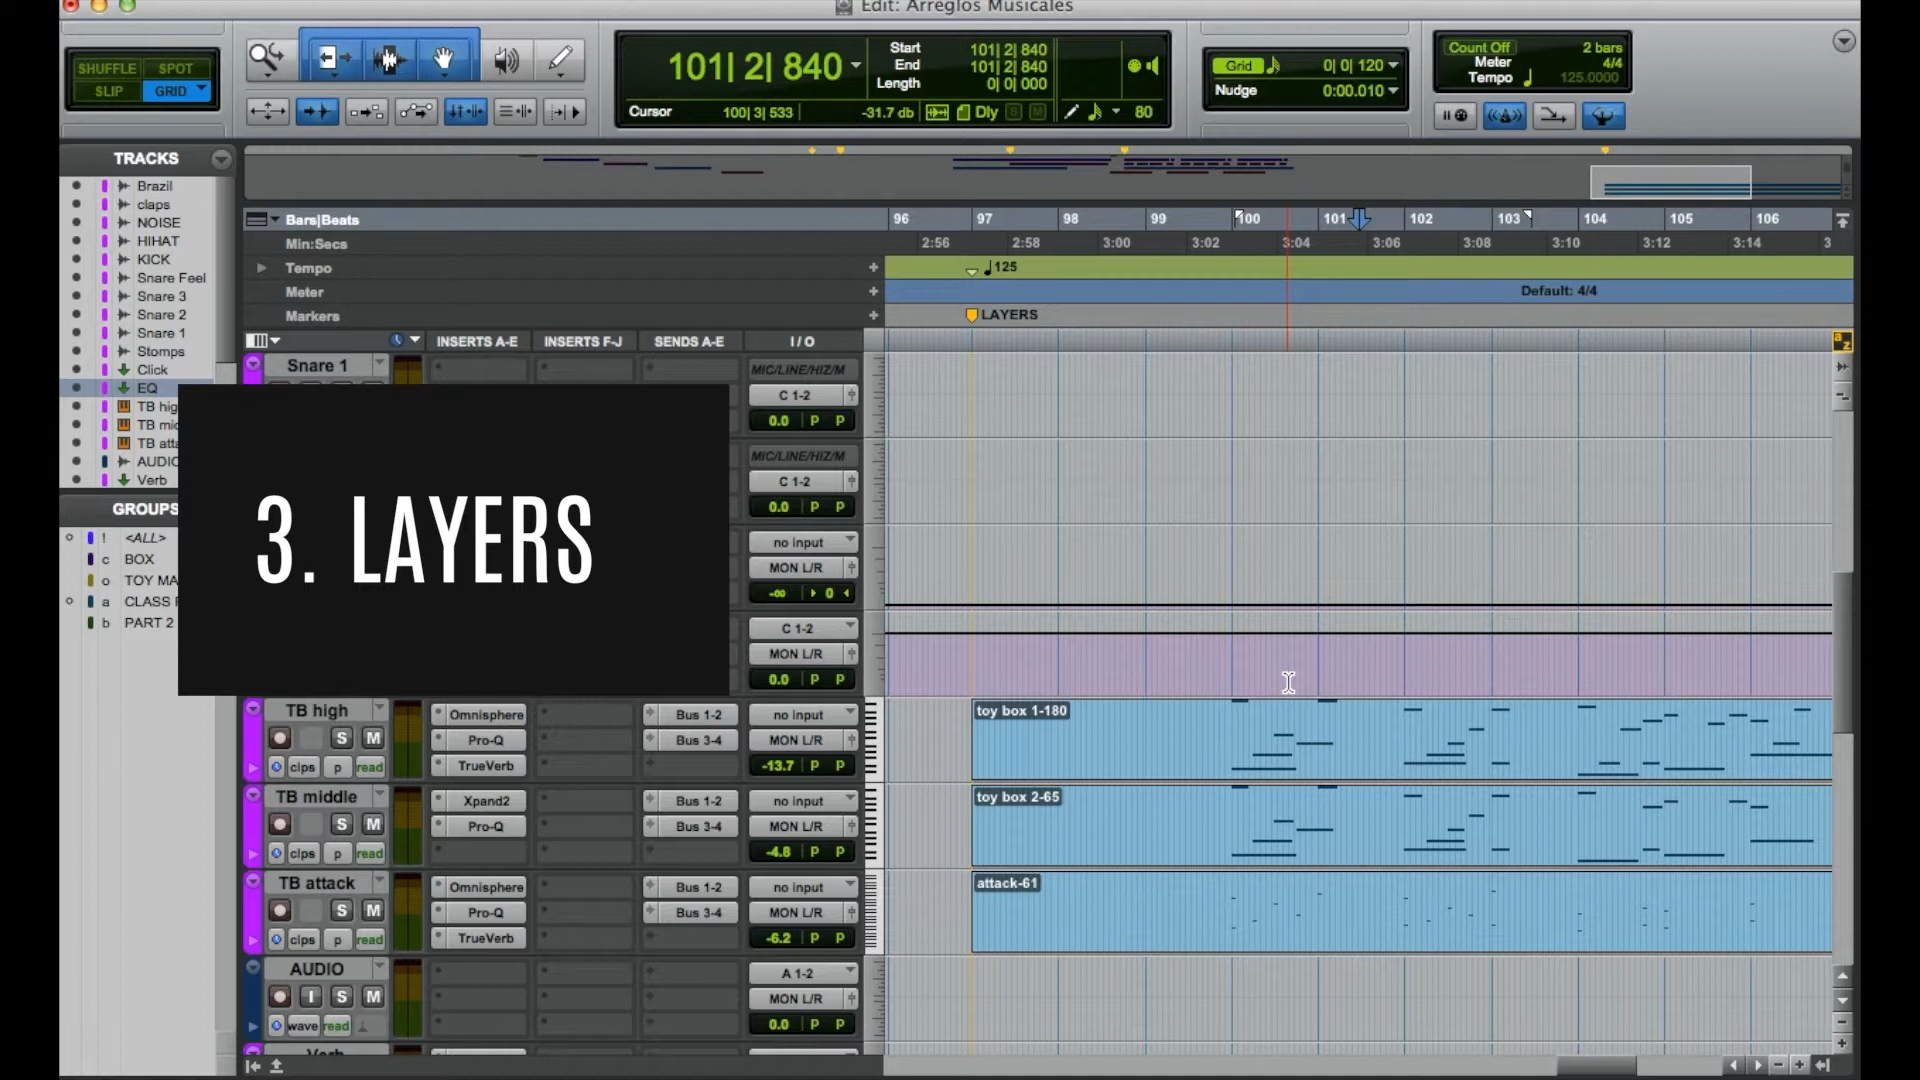 Edit: Arreglos Musicales
SHUFFLE SPOT
SLIP GRID
101| 2| 840
Start 101| 2| 840
End 101| 2| 840
Length 0| 0| 000
Cursor 100| 3| 533 -31.7 db Dly S M 80
Grid 0| 0| 120
Nudge 0:00.010
Count Off 2 bars
Meter 4/4
Tempo 125.0000
TRACKS
Brazil
claps
NOISE
HIHAT
KICK
Snare Feel
Snare 3
Snare 2
Snare 1
Stomps
Click
EQ
TB hig
TB mid
TB atta
AUDIO
Verb
GROUPS
! <ALL>
c BOX
o TOY MA
a CLASS
b PART 2
Bars|Beats 96 97 98 99 100 101 102 103 104 105 106
Min:Secs 2:56 2:58 3:00 3:02 3:04 3:06 3:08 3:10 3:12 3:14 3
Tempo 125
Meter Default: 4/4
Markers LAYERS
INSERTS A-E INSERTS F-J SENDS A-E I / O
a z
Snare 1 MIC/LINE/HIZ/M
C 1-2
0.0 P P
MIC/LINE/HIZ/M
C 1-2
0.0 P P
3. LAYERS
no input
MON L/R
-∞ 0
C 1-2
MON L/R
0.0 P P
TB high Omnisphere Bus 1-2 no input toy box 1-180
S M Pro-Q Bus 3-4 MON L/R
clps p read TrueVerb -13.7 P P
TB middle Xpand2 Bus 1-2 no input toy box 2-65
S M Pro-Q Bus 3-4 MON L/R
clps p read -4.8 P P
TB attack Omnisphere Bus 1-2 no input attack-61
S M Pro-Q Bus 3-4 MON L/R
clps p read TrueVerb -6.2 P P
AUDIO A 1-2
I S M MON L/R
wave read 0.0 P P
Verb